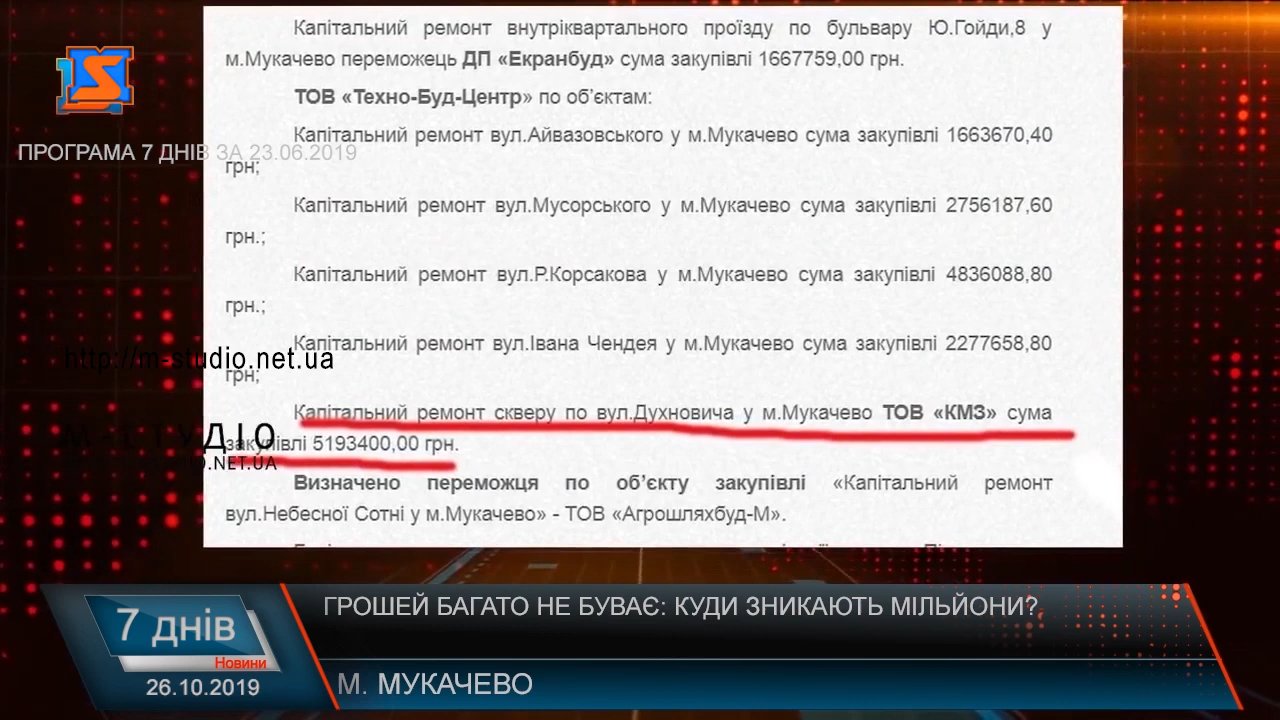 Капітальний ремонт внутріквартального проїзду по бульвару Ю.Гойди,8 у
м.Мукачево переможець ДП «Екранбуд» сума закупівлі 1667759,00 грн.
ТОВ «Техно-Буд-Центр» по об’єктам:
Капітальний ремонт вул.Айвазовського у м.Мукачево сума закупівлі 1663670,40
ПРОГРАМА 7 ДНІВ ЗА 23.06.2019
грн;
Капітальний ремонт вул.Мусорського у м.Мукачево сума закупівлі 2756187,60
грн.;
Капітальний ремонт вул.Р.Корсакова у м.Мукачево сума закупівлі 4836088,80
грн.;
Капітальний ремонт вул.Івана Чендея у м.Мукачево сума закупівлі 2277658,80
http://m-studio.net.ua
грн;
Капітальний ремонт скверу по вул.Духновича у м.Мукачево ТОВ «КМЗ» сума
закупівлі 5193400,00 грн.
М-СТУДІО
Визначено переможця по об’єкту закупівлі «Капітальний ремонт
вул.Небесної Сотні у м.Мукачево» - ТОВ «Агрошляхбуд-М».
ГРОШЕЙ БАГАТО НЕ БУВАЄ: КУДИ ЗНИКАЮТЬ МІЛЬЙОНИ?
7 днів
Новини
26.10.2019
М. МУКАЧЕВО